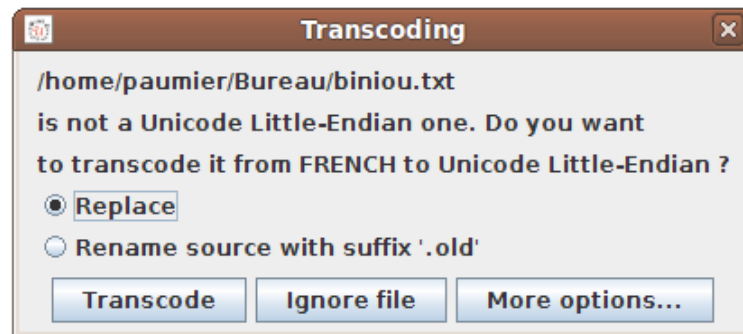 Transcoding
/home/paumier/Bureau/biniou.txt
is not a Unicode Little-Endian one. Do you want
to transcode it from FRENCH to Unicode Little-Endian ?
Replace
Rename source with suffix '.old'
Transcode Ignore file More options...